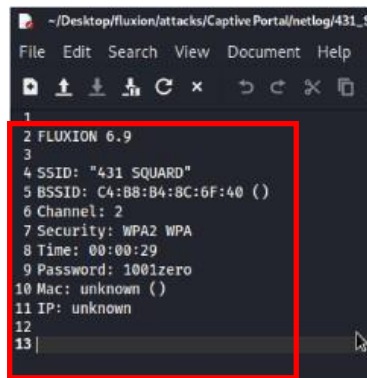 ~/Desktop/fluxion/attacks/Captive Portal/netlog/431_S
File Edit Search View Document Help
1
2 FLUXION 6.9
3
4 SSID: "431 SQUARD"
5 BSSID: C4:B8:B4:8C:6F:40 ()
6 Channel: 2
7 Security: WPA2 WPA
8 Time: 00:00:29
9 Password: 1001zero
10 Mac: unknown ()
11 IP: unknown
12
13